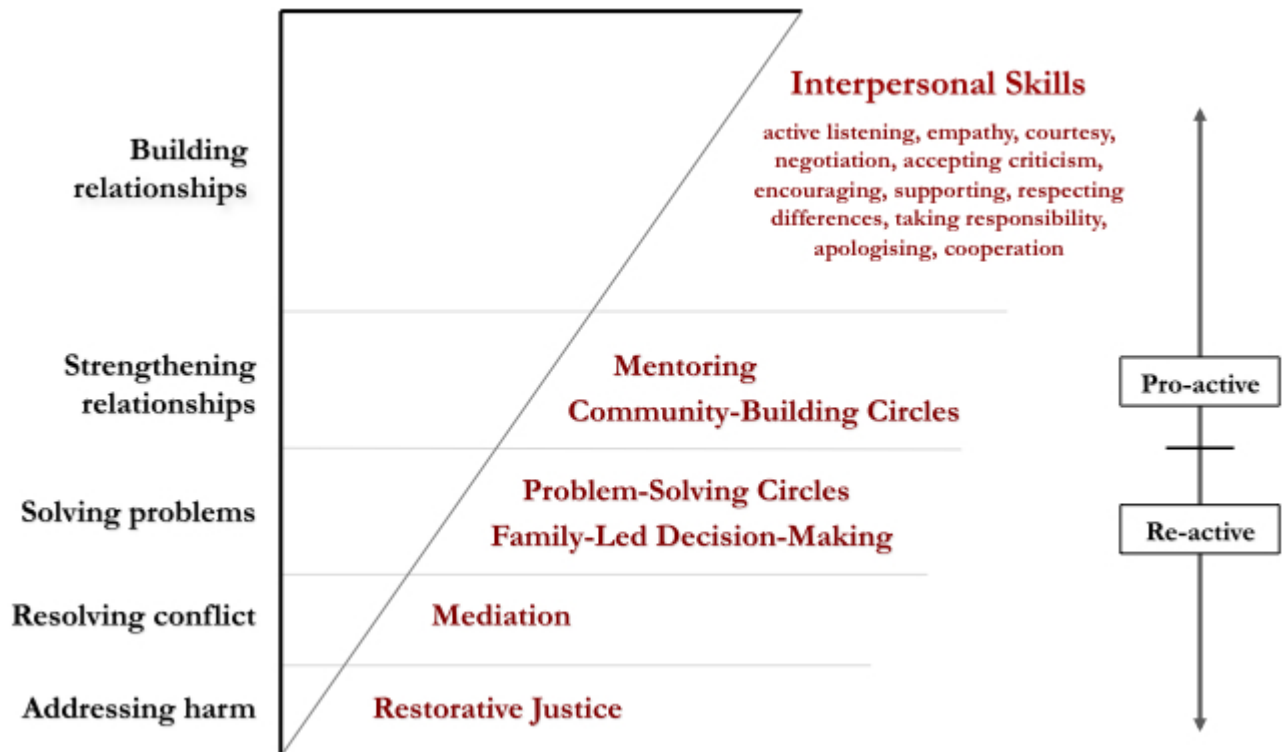 Interpersonal Skills
active listening, empathy, courtesy,
negotiation, accepting criticism,
encouraging, supporting, respecting
differences, taking responsibility,
apologising, cooperation
Building
relationships
Strengthening
relationships
Mentoring
Community-Building Circles
Pro-active
Solving problems
Problem-Solving Circles
Family-Led Decision-Making
Re-active
Resolving conflict
Mediation
Addressing harm
Restorative Justice